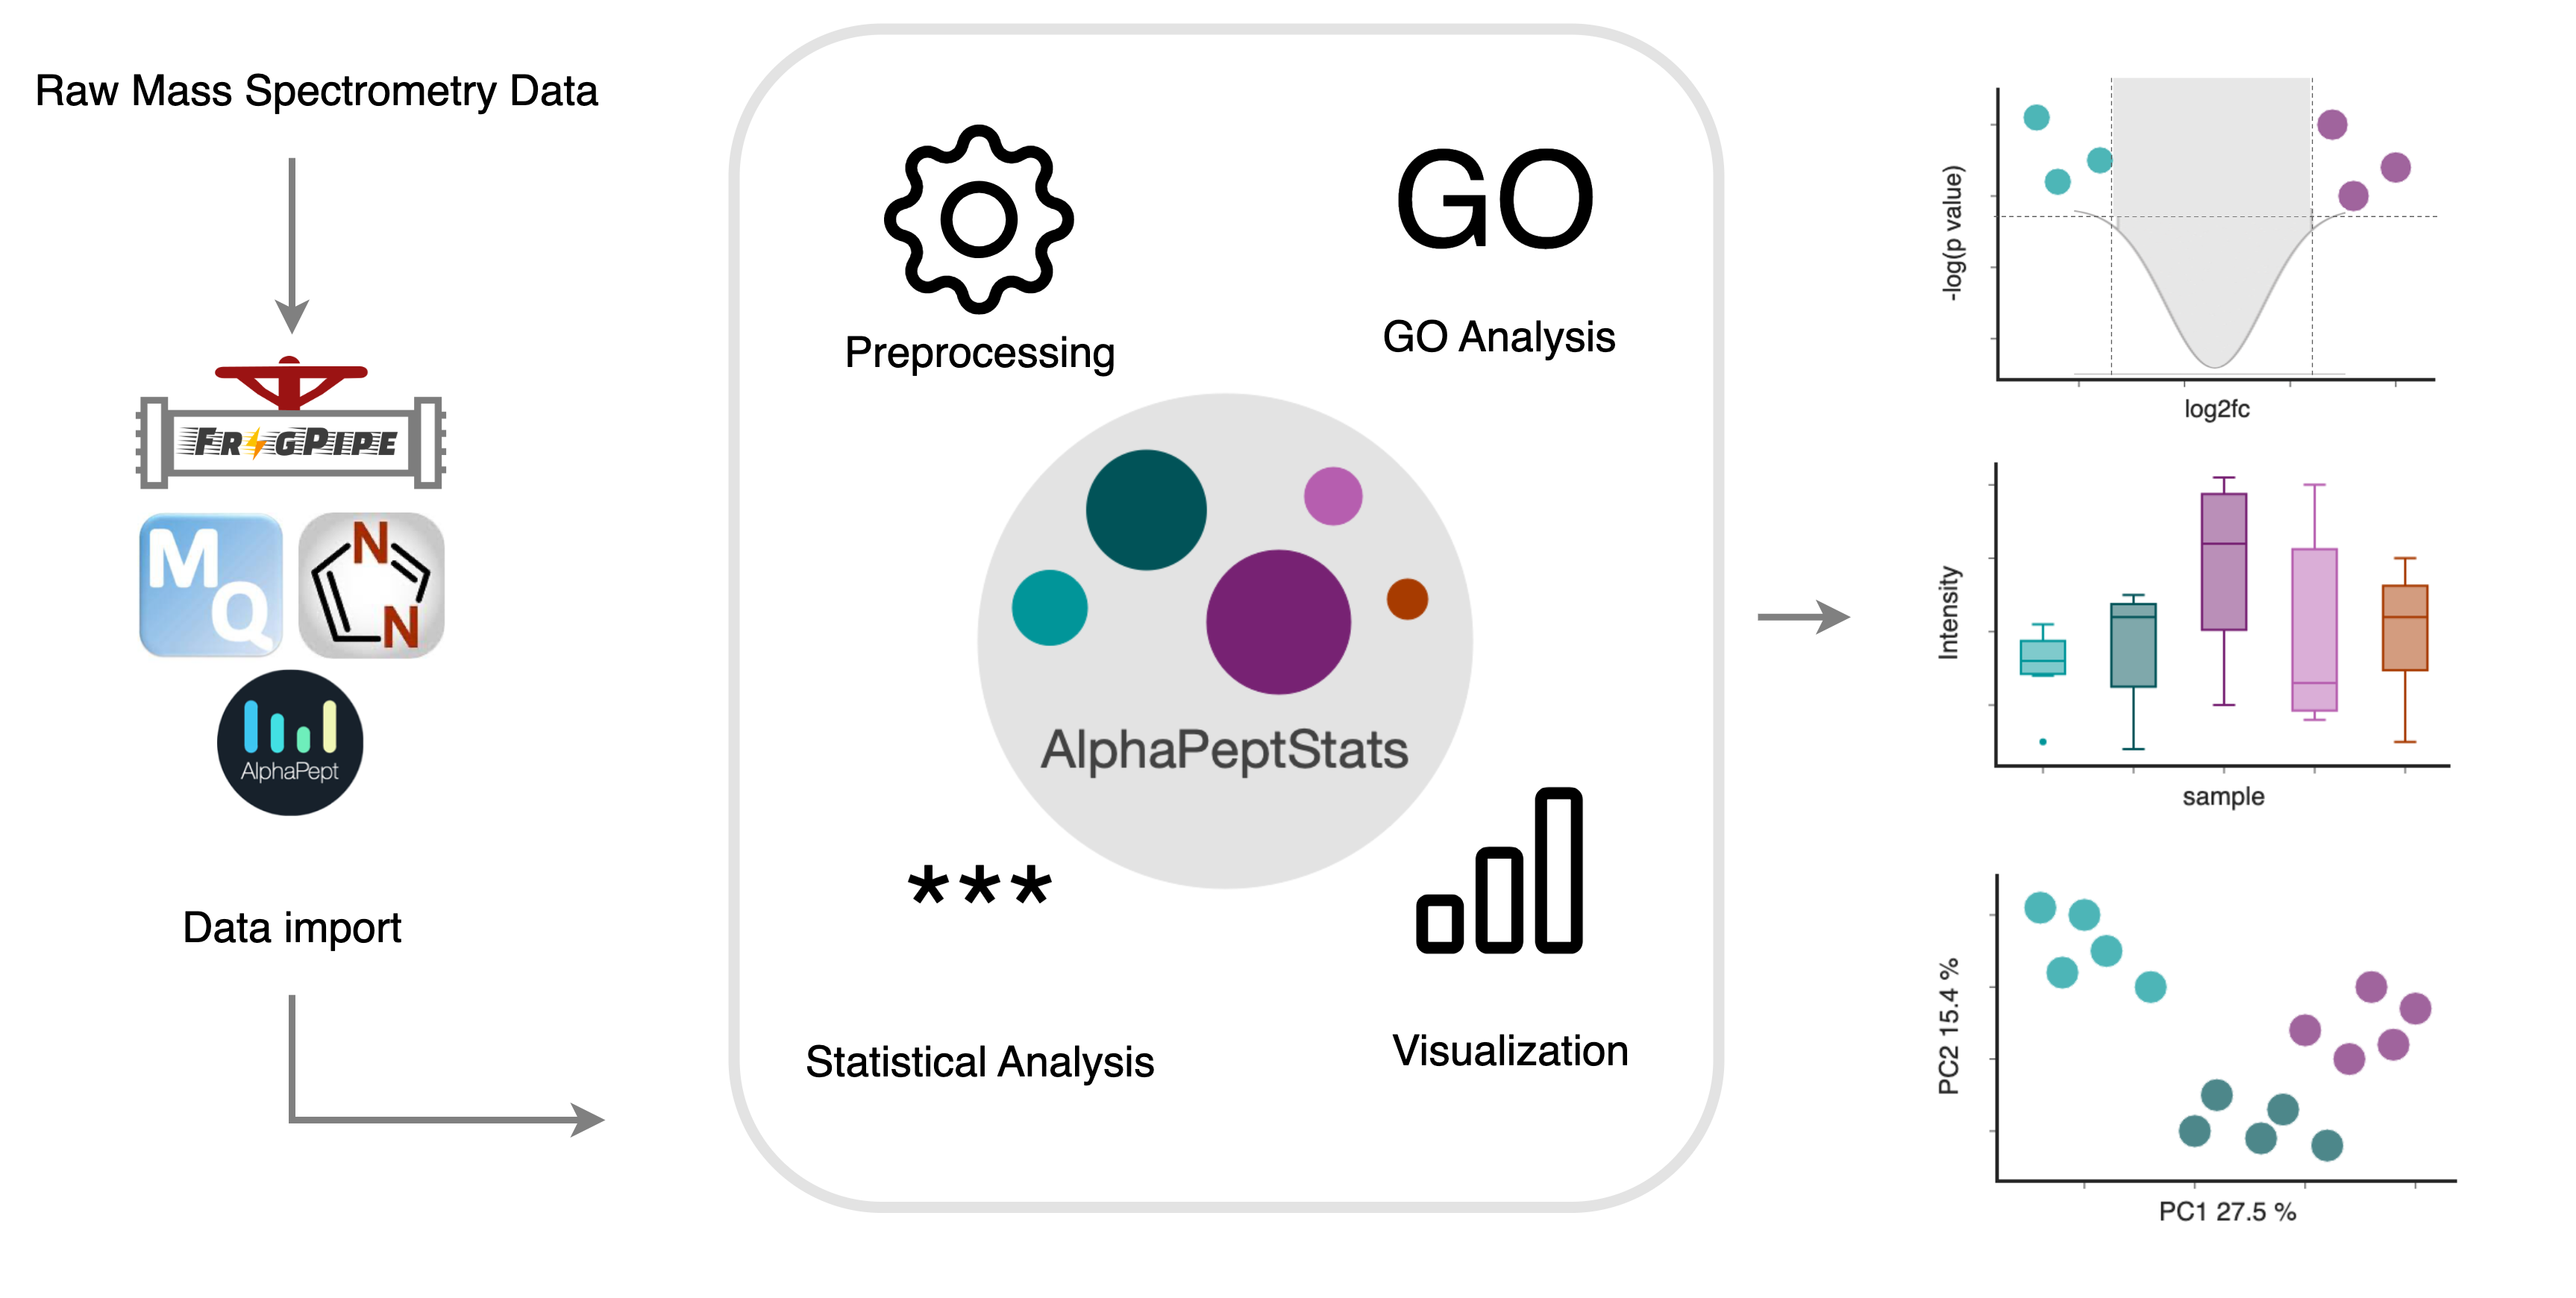 Raw Mass Spectrometry Data
FRAGPIPE
M
Q
N
N
AlphaPept
Data import
Preprocessing
GO
GO Analysis
AlphaPeptStats
***
Statistical Analysis
Visualization
-log(p value)
log2fc
Intensity
sample
PC2 15.4 %
PC1 27.5 %